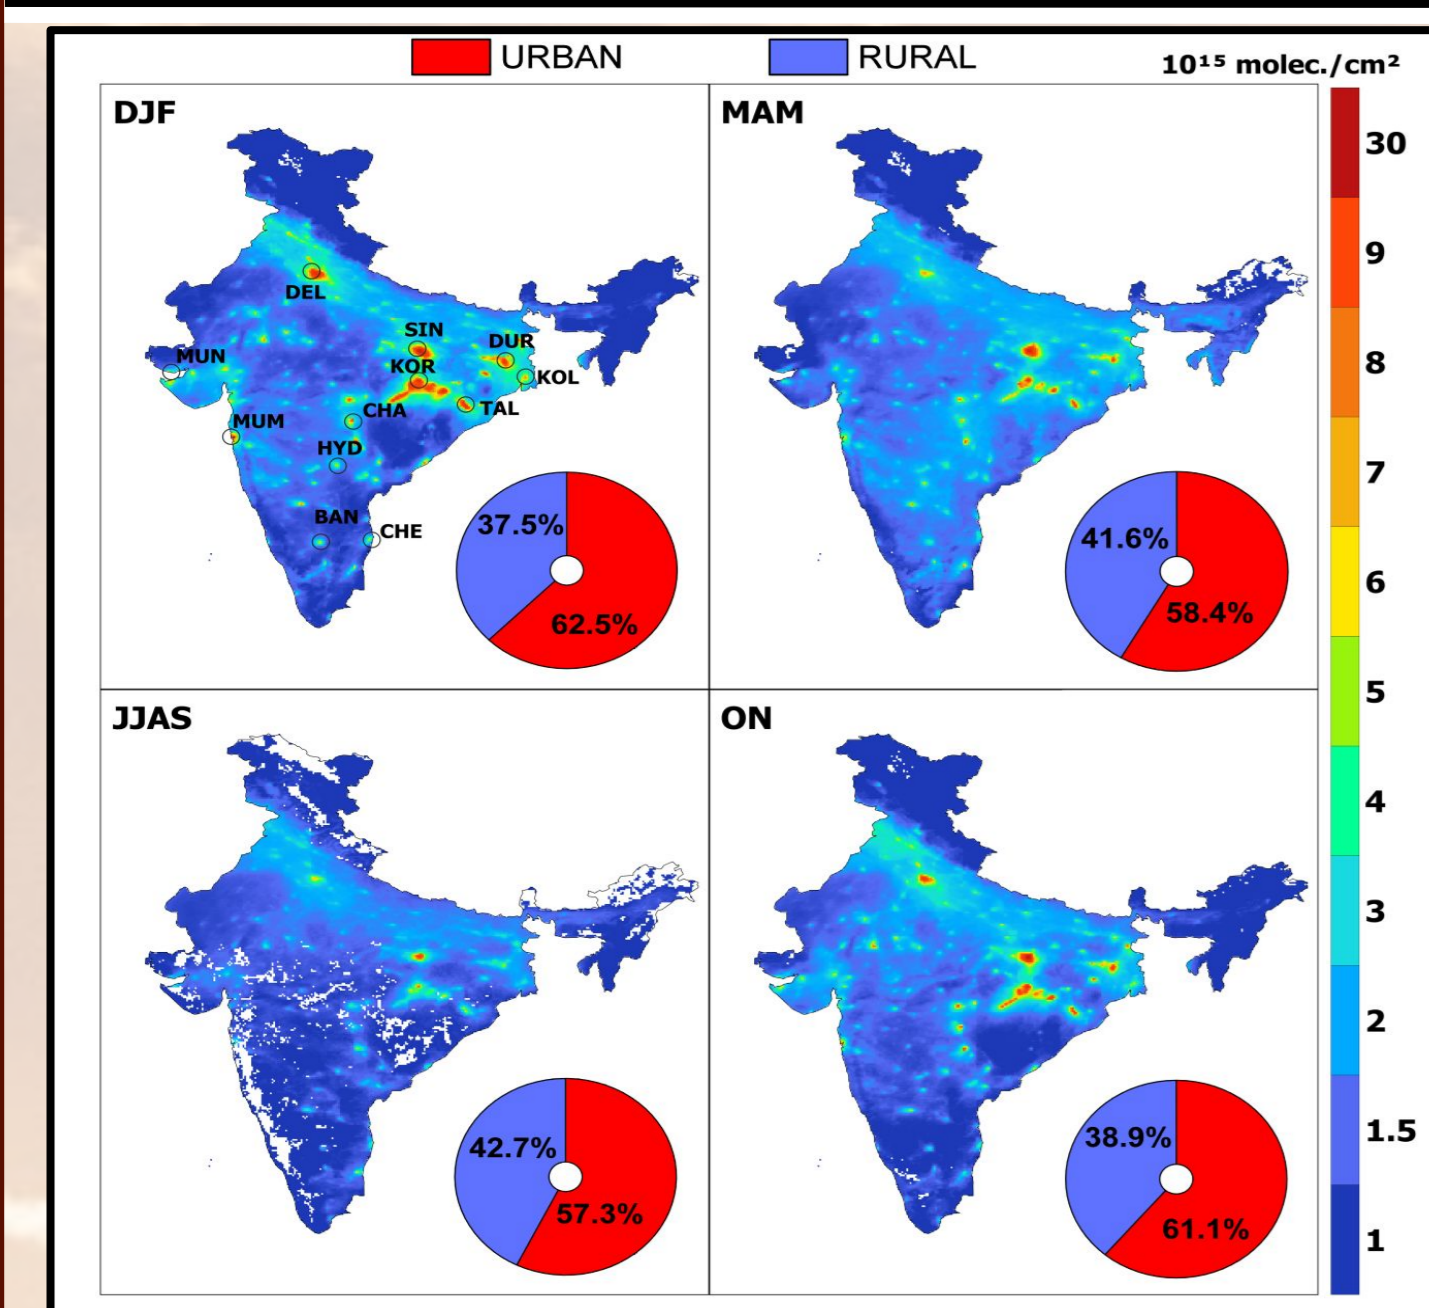 URBAN
RURAL
10¹⁵ molec./cm²
DJF
DEL
SIN
DUR
MUN
KOR
KOL
CHA
TAL
MUM
HYD
BAN
CHE
37.5%
62.5%
MAM
41.6%
58.4%
JJAS
42.7%
57.3%
ON
38.9%
61.1%
30
9
8
7
6
5
4
3
2
1.5
1